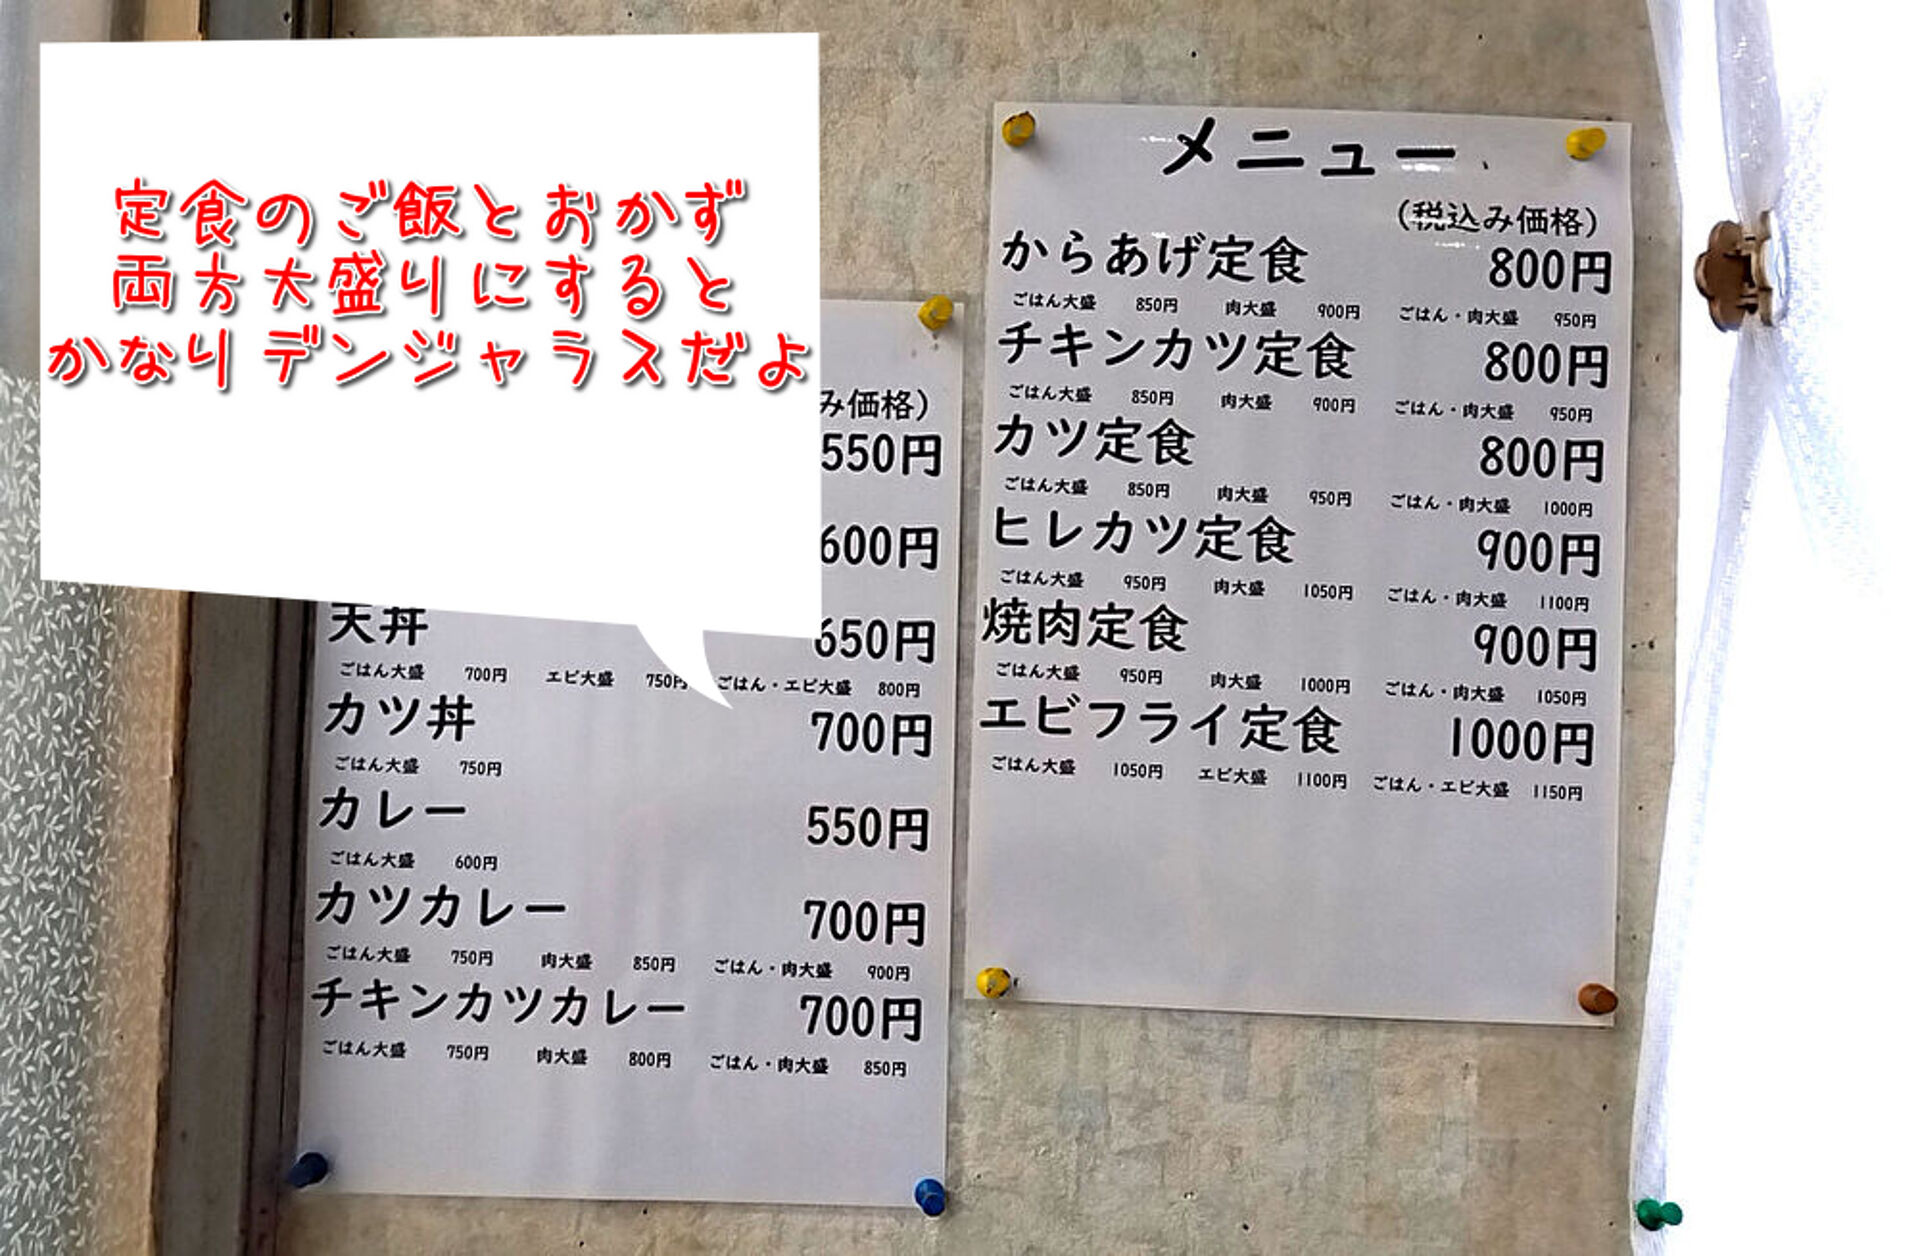 定食のご飯とおかず
両方大盛りにすると
かなりデンジャラスだよ
み価格）
550円
600円
天丼 650円
ごはん大盛 700円 エビ大盛 750円 ごはん・エビ大盛 800円
カツ丼 700円
ごはん大盛 750円
カレー 550円
ごはん大盛 600円
カツカレー 700円
ごはん大盛 750円 肉大盛 850円 ごはん・肉大盛 900円
チキンカツカレー 700円
ごはん大盛 750円 肉大盛 800円 ごはん・肉大盛 850円
メニュー
（税込み価格）
からあげ定食 800円
ごはん大盛 850円 肉大盛 900円 ごはん・肉大盛 950円
チキンカツ定食 800円
ごはん大盛 850円 肉大盛 900円 ごはん・肉大盛 950円
カツ定食 800円
ごはん大盛 850円 肉大盛 950円 ごはん・肉大盛 1000円
ヒレカツ定食 900円
ごはん大盛 950円 肉大盛 1050円 ごはん・肉大盛 1100円
焼肉定食 900円
ごはん大盛 950円 肉大盛 1000円 ごはん・肉大盛 1050円
エビフライ定食 1000円
ごはん大盛 1050円 エビ大盛 1100円 ごはん・エビ大盛 1150円